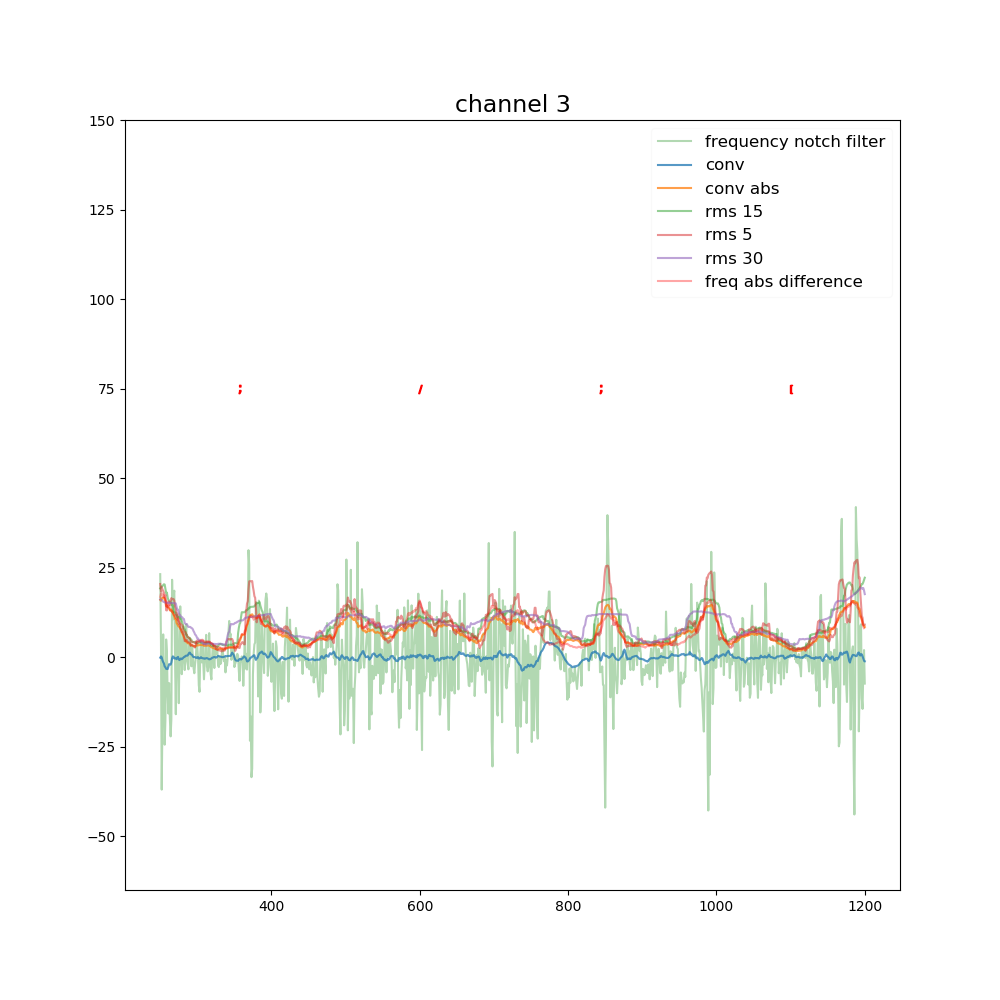 channel 3
150
125
100
75
50
25
0
−25
−50
frequency notch filter
conv
conv abs
rms 15
rms 5
rms 30
freq abs difference
; / ; [
400 600 800 1000 1200